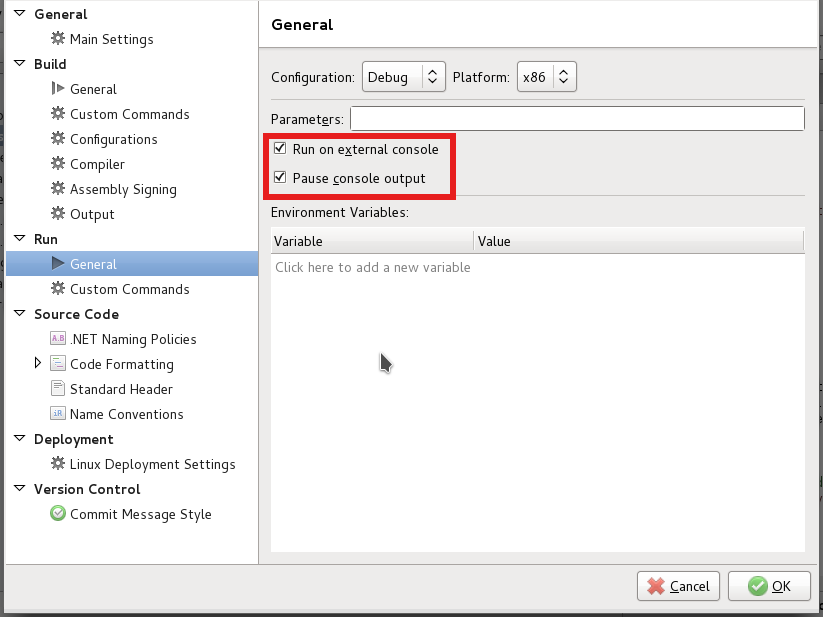 General
Main Settings
Build
General
Custom Commands
Configurations
Compiler
Assembly Signing
Output
Run
General
Custom Commands
Source Code
A.B .NET Naming Policies
Code Formatting
Standard Header
iR Name Conventions
Deployment
Linux Deployment Settings
Version Control
Commit Message Style
General
Configuration: Debug Platform: x86
Parameters:
Run on external console
Pause console output
Environment Variables:
Variable Value
Click here to add a new variable
Cancel OK